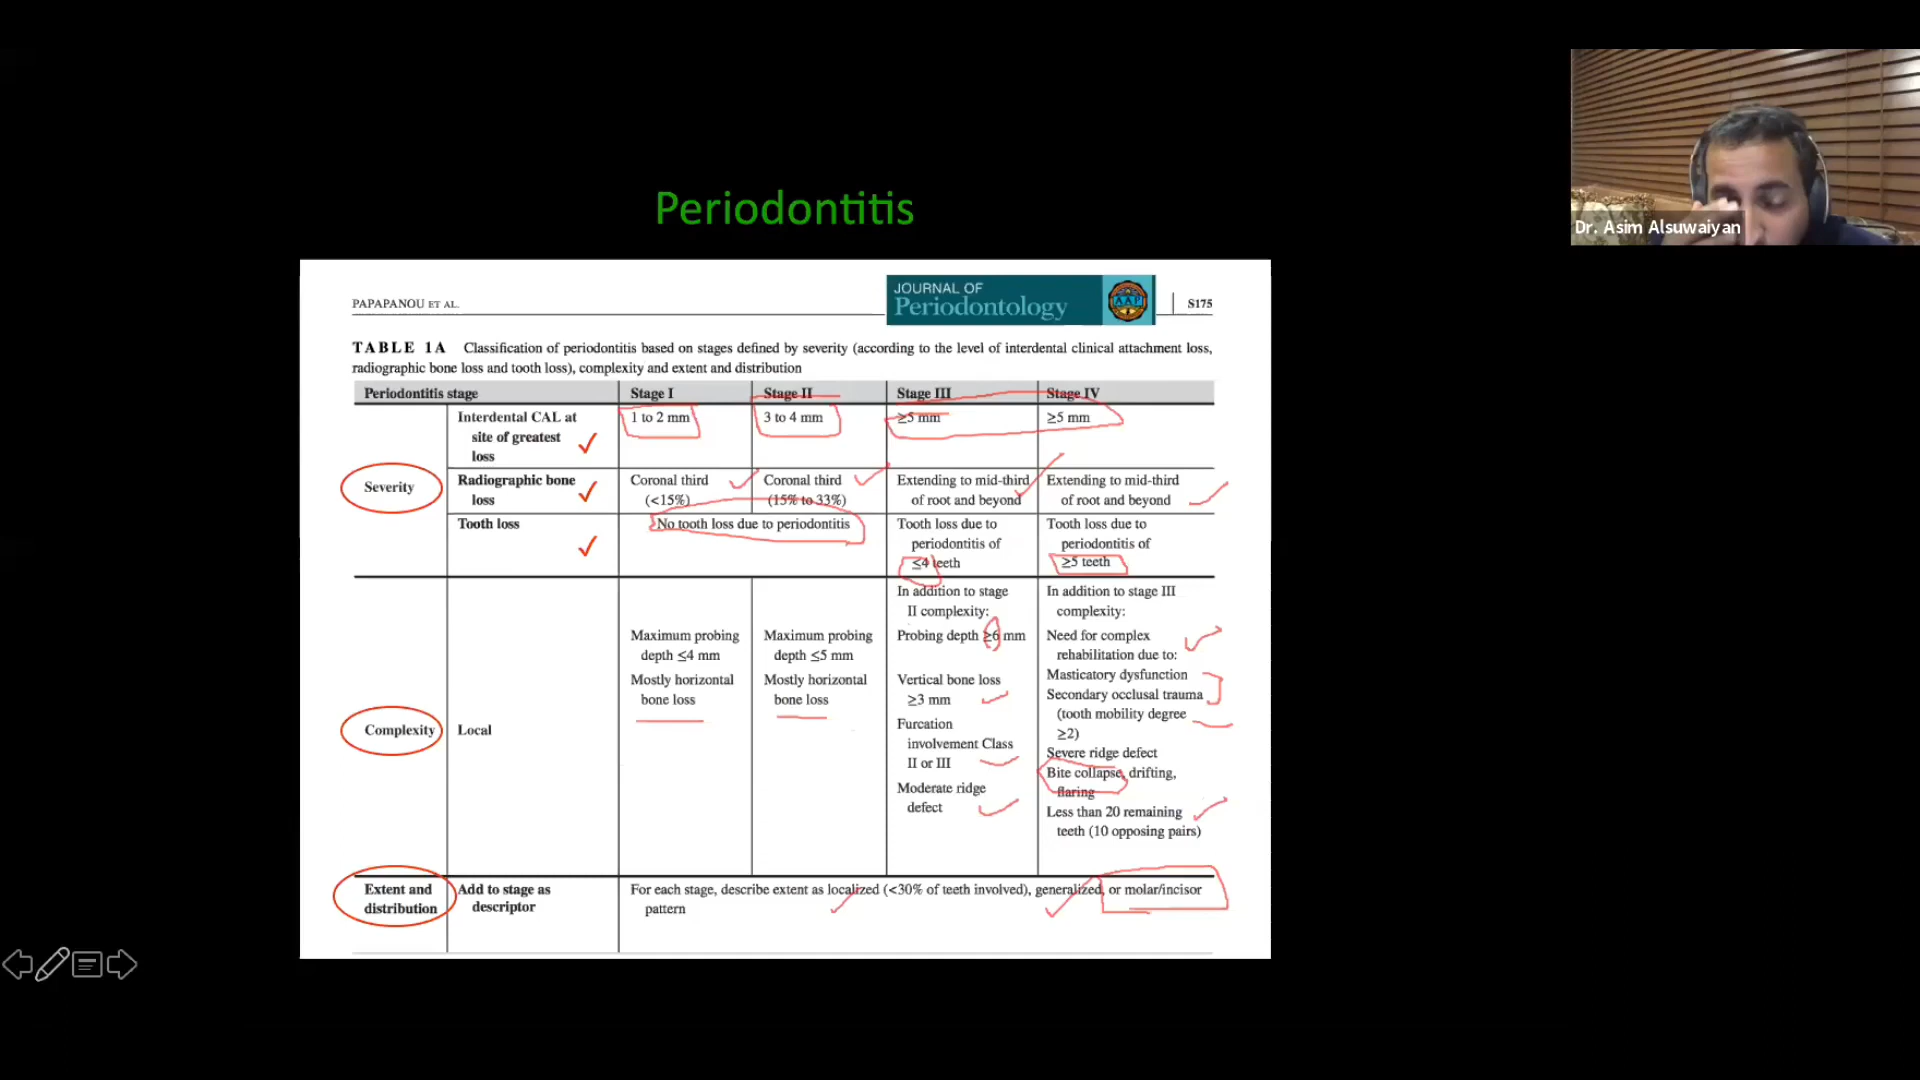 Dr. Asim Alsuwaiyan
Periodontitis
PAPAPANOU ET AL.
JOURNAL OF
Periodontology
AAP
S175
TABLE 1A Classification of periodontitis based on stages defined by severity (according to the level of interdental clinical attachment loss,
radiographic bone loss and tooth loss), complexity and extent and distribution
Periodontitis stage Stage I Stage II Stage III Stage IV
Severity
Interdental CAL at
site of greatest
loss
1 to 2 mm
3 to 4 mm
≥5 mm
≥5 mm
Radiographic bone
loss
Coronal third
(<15%)
Coronal third
(15% to 33%)
Extending to mid-third
of root and beyond
Extending to mid-third
of root and beyond
Tooth loss
No tooth loss due to periodontitis
Tooth loss due to
periodontitis of
≤4 teeth
Tooth loss due to
periodontitis of
≥5 teeth
Complexity
Local
Maximum probing
depth ≤4 mm
Mostly horizontal
bone loss
Maximum probing
depth ≤5 mm
Mostly horizontal
bone loss
In addition to stage
II complexity:
Probing depth ≥6 mm
Vertical bone loss
≥3 mm
Furcation
involvement Class
II or III
Moderate ridge
defect
In addition to stage III
complexity:
Need for complex
rehabilitation due to:
Masticatory dysfunction
Secondary occlusal trauma
(tooth mobility degree
≥2)
Severe ridge defect
Bite collapse, drifting,
flaring
Less than 20 remaining
teeth (10 opposing pairs)
Extent and
distribution
Add to stage as
descriptor
For each stage, describe extent as localized (<30% of teeth involved), generalized, or molar/incisor
pattern